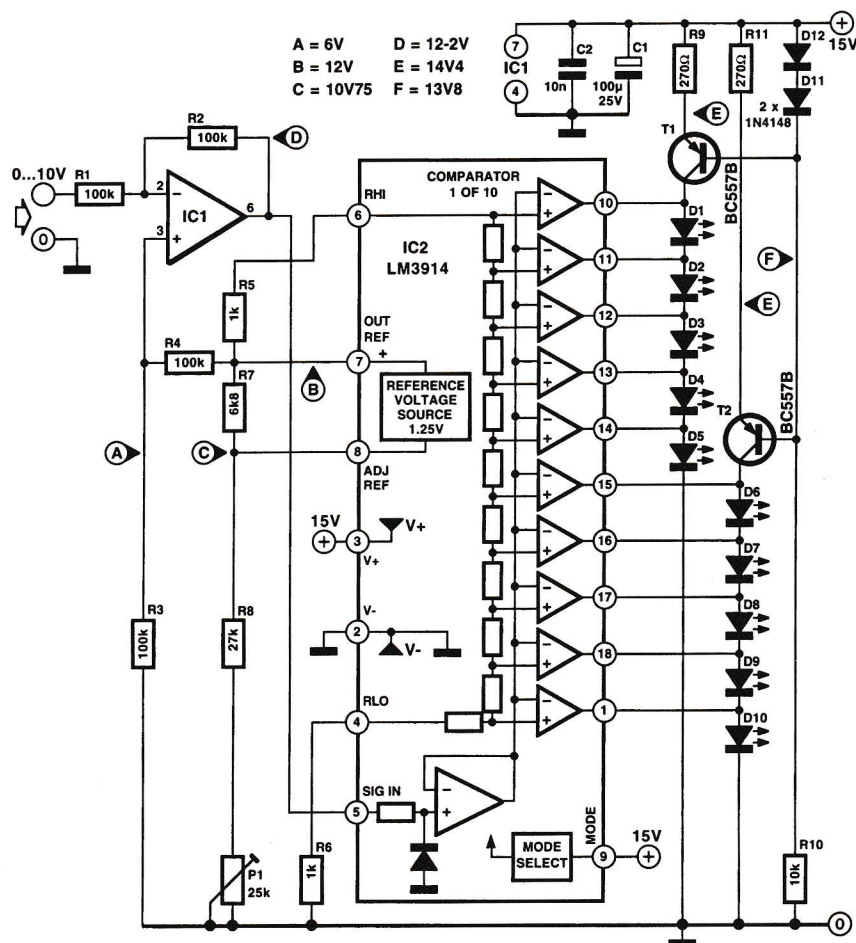 A = 6V D = 12-2V
B = 12V E = 14V4
C = 10V75 F = 13V8
7
IC1
4
C2
10n
C1
100µ
25V
R9
270Ω
R11
270Ω
D12
D11
2 x
1N4148
+
15V
E
T1
BC557B
R2
100k
D
0...10V
R1
100k
0
2
3
6
−
+
IC1
RHI
6
COMPARATOR
1 OF 10
IC2
LM3914
R5
1k
OUT
REF
7
+
R4
100k
R7
6k8
B
REFERENCE
VOLTAGE
SOURCE
1.25V
A
C
8
ADJ
REF
15V
+
3
V+
V+
2
V-
V-
R3
100k
R8
27k
RLO
4
SIG IN
5
−
+
R6
1k
P1
25k
MODE
SELECT
MODE
9
15V
+
− +
10
− +
11
− +
12
− +
13
− +
14
− +
15
− +
16
− +
17
− +
18
− +
1
D1
D2
D3
D4
D5
F
E
T2
BC557B
D6
D7
D8
D9
D10
R10
10k
0